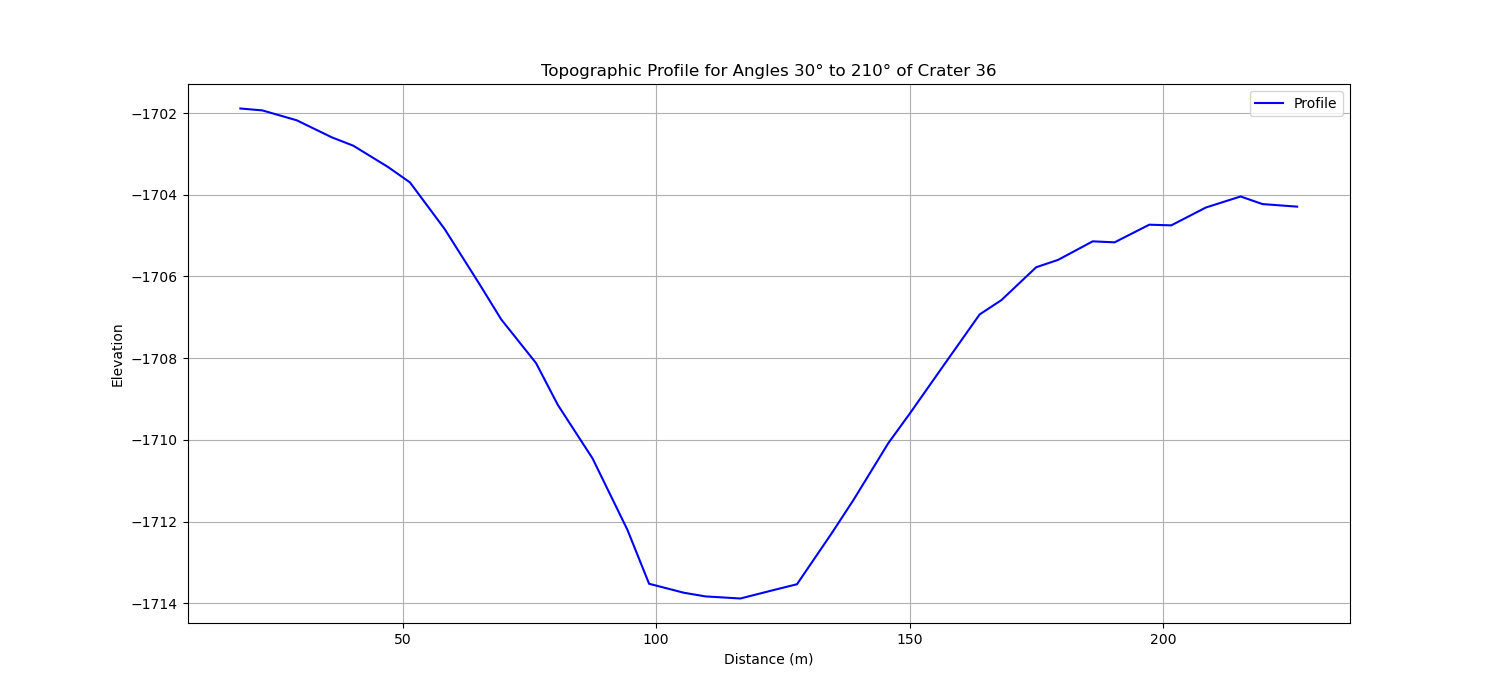 Topographic Profile for Angles 30° to 210° of Crater 36
Profile
−1702
−1704
−1706
−1708
−1710
−1712
−1714
Elevation
50
100
150
200
Distance (m)